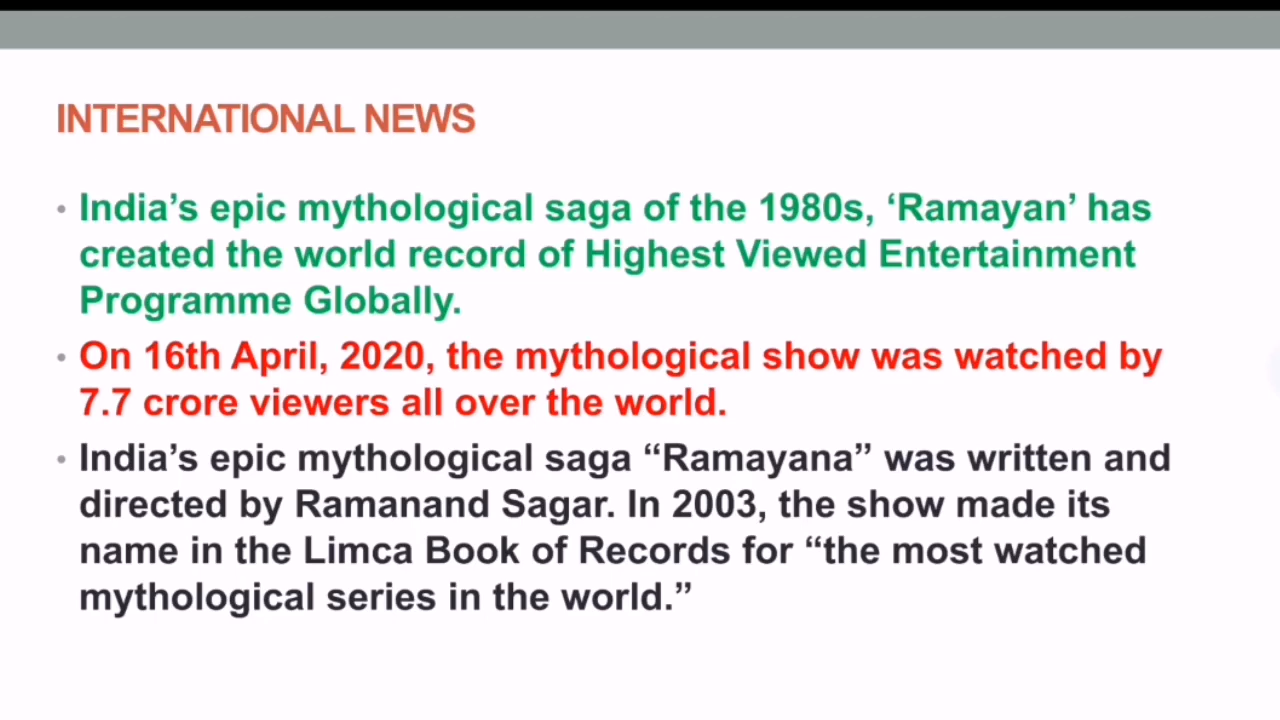 INTERNATIONAL NEWS
• India’s epic mythological saga of the 1980s, ‘Ramayan’ has
created the world record of Highest Viewed Entertainment
Programme Globally.
• On 16th April, 2020, the mythological show was watched by
7.7 crore viewers all over the world.
• India’s epic mythological saga “Ramayana” was written and
directed by Ramanand Sagar. In 2003, the show made its
name in the Limca Book of Records for “the most watched
mythological series in the world.”